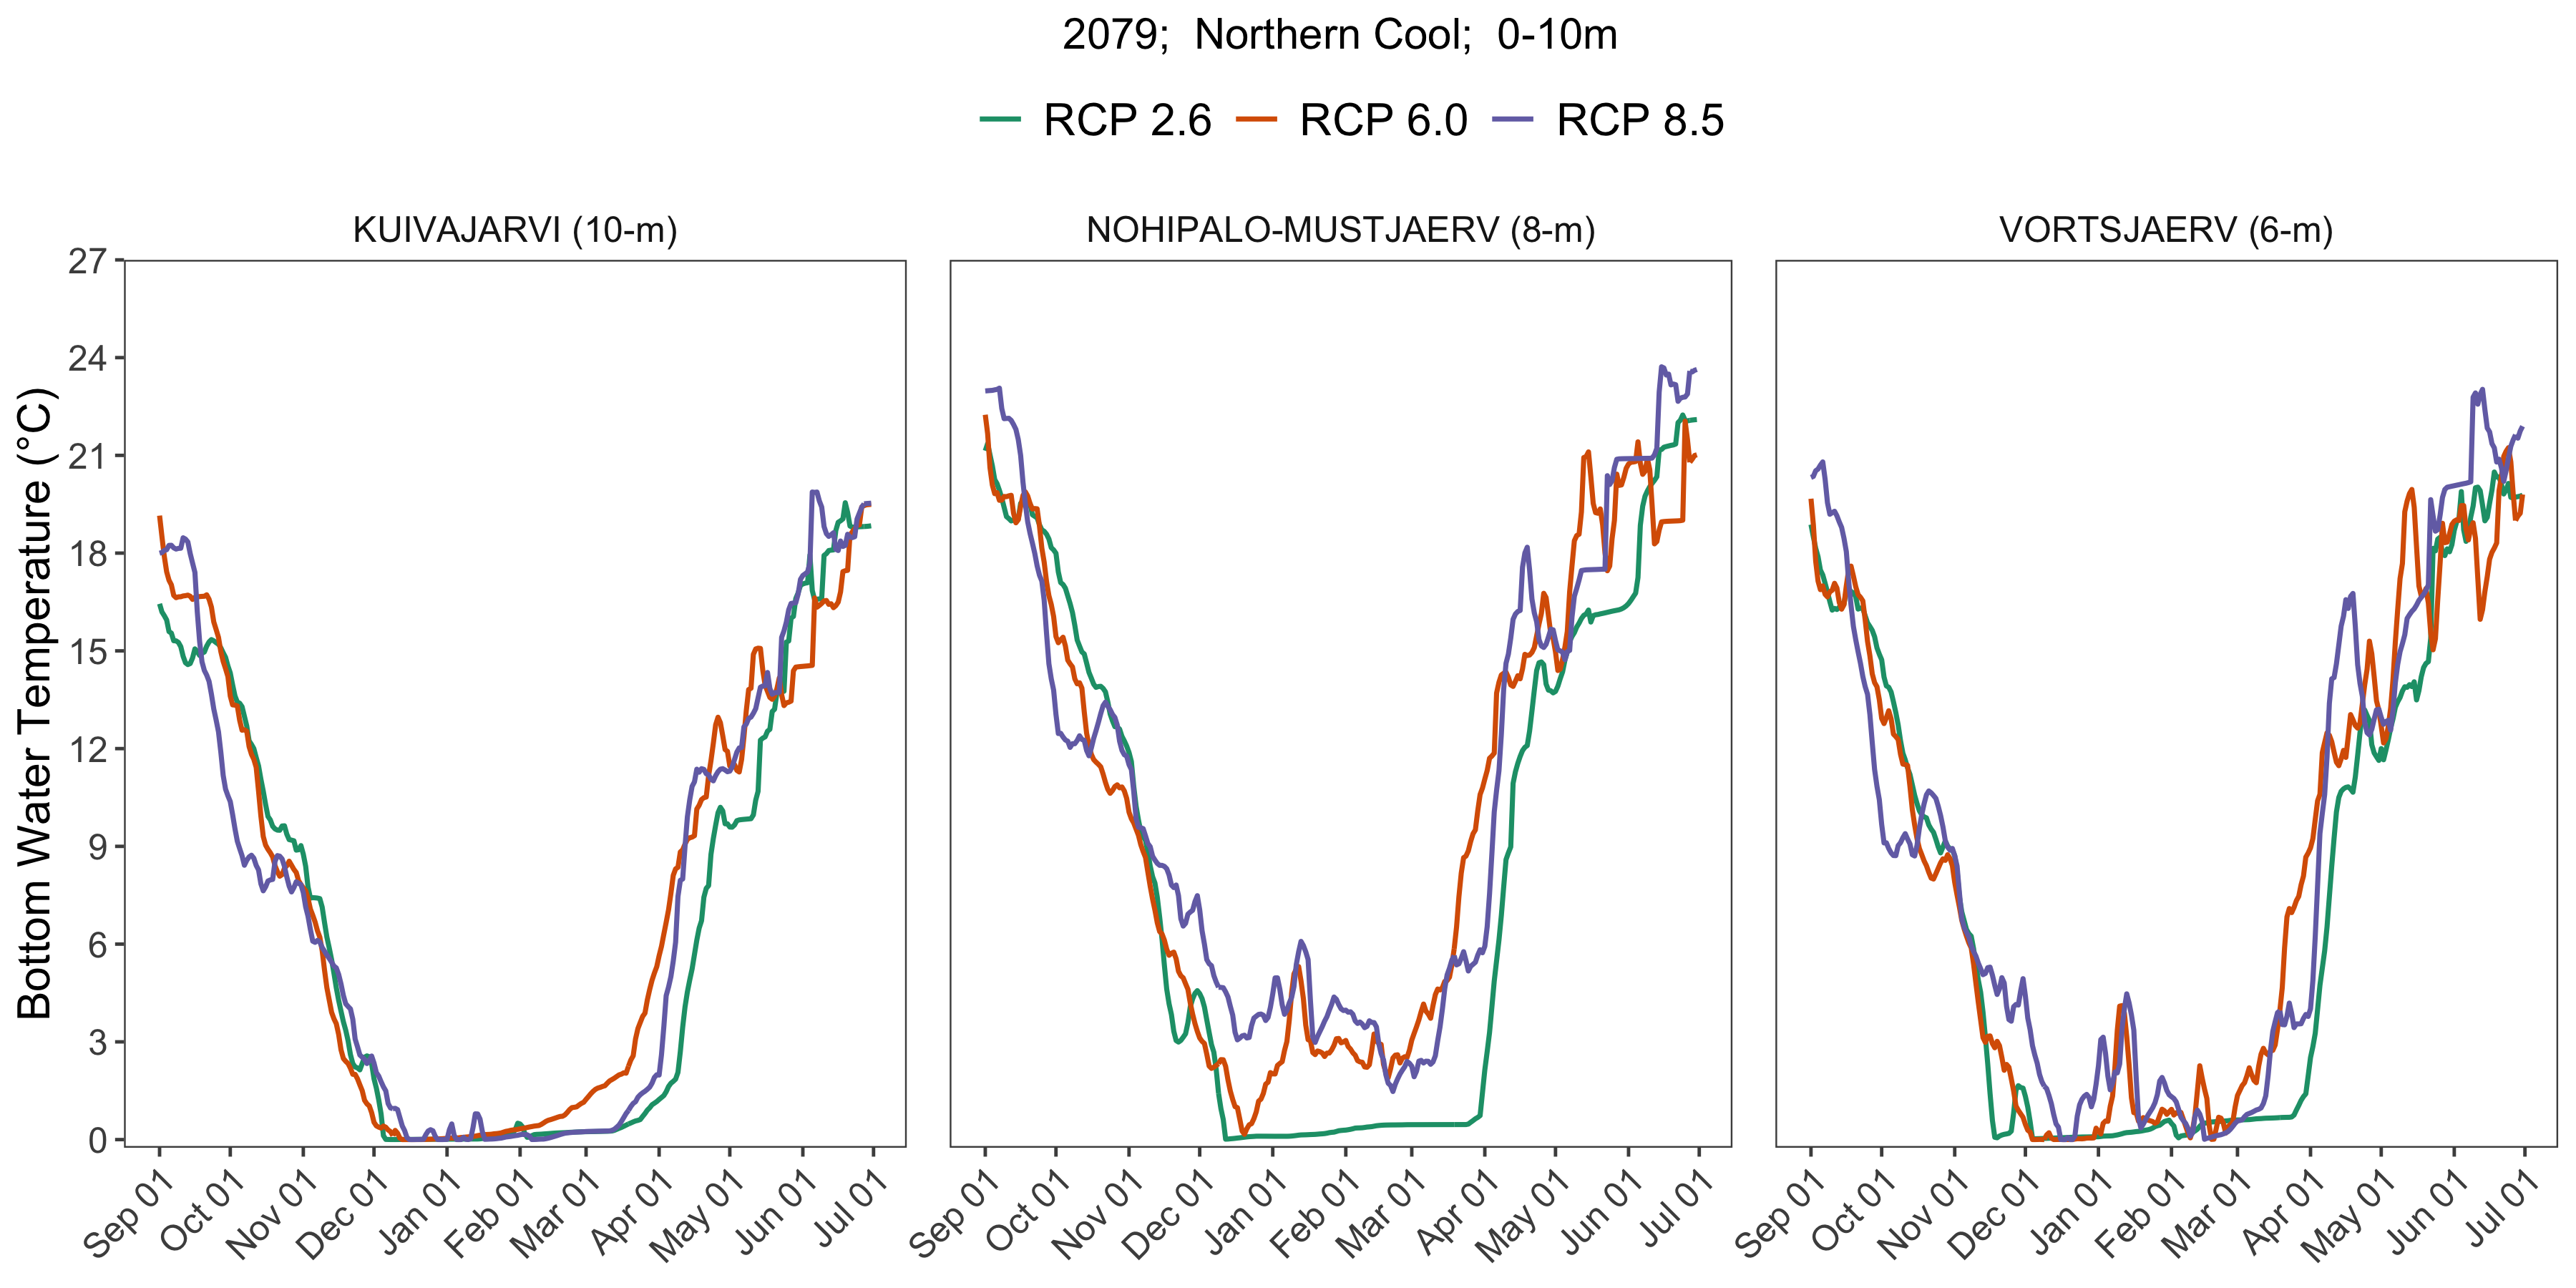 2079;  Northern Cool;  0-10m
RCP 2.6 RCP 6.0 RCP 8.5
KUIVAJARVI (10-m) NOHIPALO-MUSTJAERV (8-m) VORTSJAERV (6-m)
Bottom Water Temperature (°C)
27
24
21
18
15
12
9
6
3
0
Sep 01 Oct 01 Nov 01 Dec 01 Jan 01 Feb 01 Mar 01 Apr 01 May 01 Jun 01 Jul 01 Sep 01 Oct 01 Nov 01 Dec 01 Jan 01 Feb 01 Mar 01 Apr 01 May 01 Jun 01 Jul 01 Sep 01 Oct 01 Nov 01 Dec 01 Jan 01 Feb 01 Mar 01 Apr 01 May 01 Jun 01 Jul 01